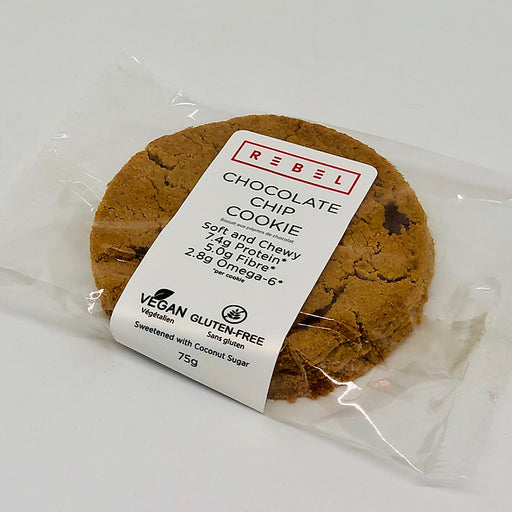 REBEL
CHOCOLATE
CHIP
COOKIE
Biscuit aux pépites de chocolat
Soft and Chewy
7.4g Protein*
5.0g Fibre*
2.8g Omega-6*
*per cookie
VEGAN
Végétalien
GLUTEN-FREE
Sans gluten
Sweetened with Coconut Sugar
75g